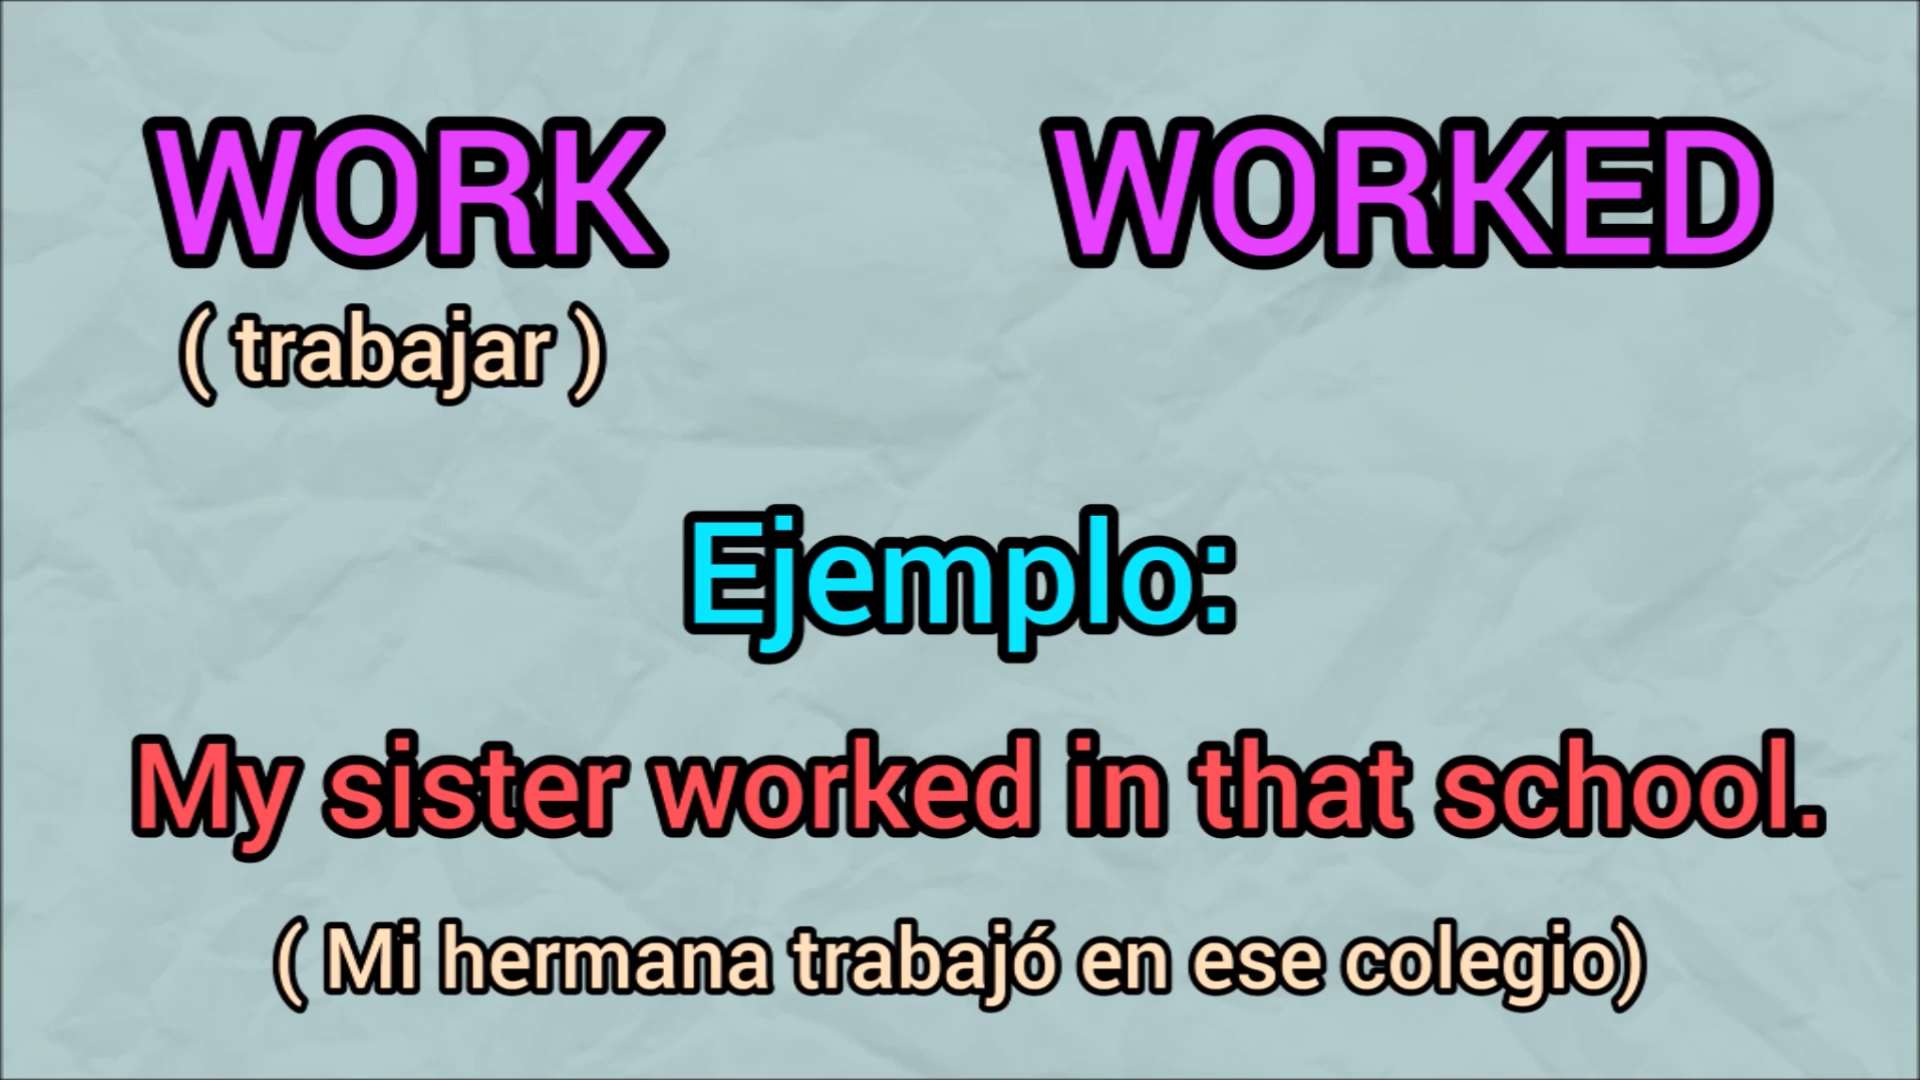 WORK WORKED
( trabajar )
Ejemplo:
My sister worked in that school.
( Mi hermana trabajó en ese colegio)